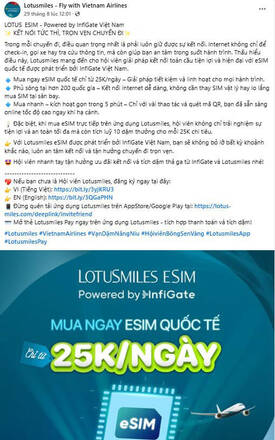 Lotusmiles - Fly with Vietnam Airlines
29 tháng 8 lúc 12:01
LOTUS ESIM - Powered by InfiGate Việt Nam
KẾT NỐI TỨC THÌ, TRỌN VẸN CHUYẾN ĐI
Trong mỗi chuyến đi, điều quan trọng nhất là phải luôn giữ được sự kết nối. Internet không chỉ để
check-in, gọi xe hay tra cứu thông tin, mà còn giúp bạn an tâm trong suốt hành trình. Thấu hiểu
điều này, Lotusmiles mang đến cho hội viên giải pháp kết nối toàn cầu tiện lợi và hiện đại với eSIM
quốc tế được phát triển bởi InfiGate Việt Nam.
Mua ngay eSIM quốc tế chỉ từ 25K/ngày – Giải pháp tiết kiệm và linh hoạt cho mọi hành trình.
Phủ sóng tại hơn 200 quốc gia – Kết nối internet dễ dàng, không cần thay SIM vật lý hay lo lắng
mua SIM tại sân bay.
Mua nhanh – kích hoạt gọn trong 5 phút – Chỉ với vài thao tác và quét mã QR, bạn đã sẵn sàng
online tốc độ cao ngay khi hạ cánh.
Đặc biệt, khi mua eSIM trực tiếp trên ứng dụng Lotusmiles, hội viên không chỉ trải nghiệm sự
tiện lợi và an toàn tối đa mà còn tích luỹ 10 dặm thưởng cho mỗi 25K chi tiêu.
Với Lotusmiles eSIM được phát triển bởi InfiGate Việt Nam, bạn sẽ không bỏ lỡ bất kỳ khoảnh
khắc nào, luôn an tâm kết nối và tận hưởng chuyến đi trọn vẹn.
Hội viên nhanh tay tận hưởng ưu đãi kết nối và tích dặm thả ga từ InfiGate và Lotusmiles nhé!
---------------------------
Nếu bạn chưa là Hội viên Lotusmiles, đăng ký ngay tại đây:
VI (Tiếng Việt): https://bit.ly/3yJKRU3
EN (English): https://bit.ly/3QGaPHN
Đừng quên tải ứng dụng Lotusmiles trên AppStore/Google Play tại: https://lotus-
miles.com/deeplink/invitefriend
Mở thẻ Lotusmiles Pay ngay trên ứng dụng Lotusmiles - tích hợp thanh toán và tích dặm!
#Lotusmiles #VietnamAirlines #VạnDặmNângNiu #HộiviênBôngSenVàng #LotusmilesApp
#LotusmilesPay
LOTUSMILES ESIM
Powered by InfiGate
MUA NGAY ESIM QUỐC TẾ
Chỉ từ
25K/NGÀY
eSIM